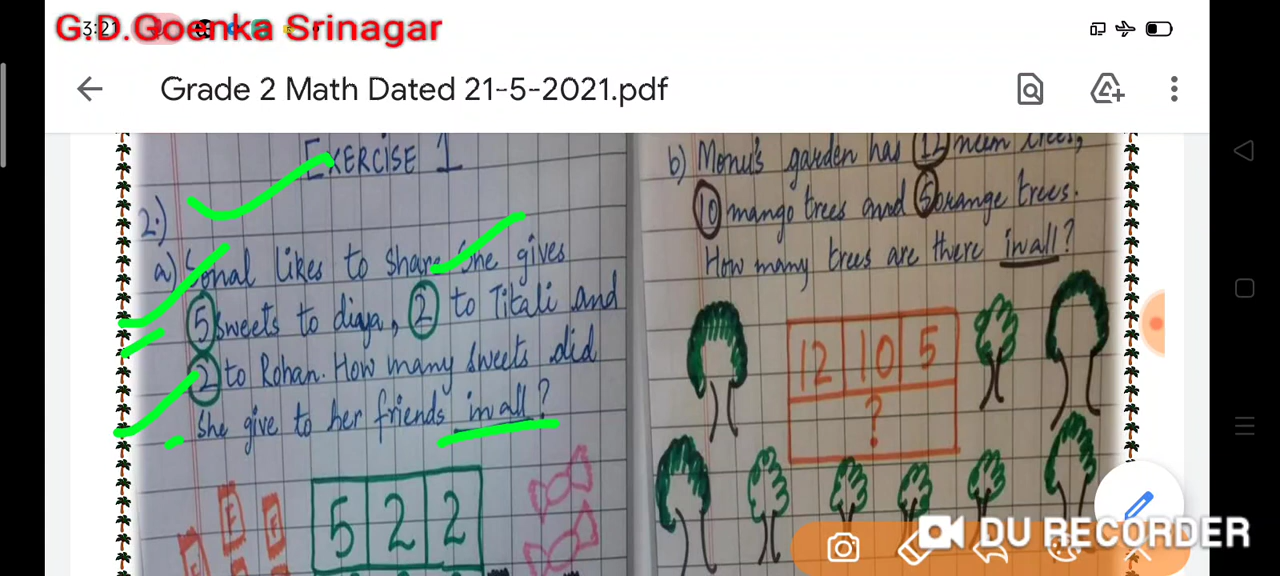 3:21
G.D.Goenka Srinagar
Grade 2 Math Dated 21-5-2021.pdf
EXERCISE 1
2.)
a) Sonal likes to share. She gives
5 sweets to diya, 2 to Titali and
2 to Rohan. How many sweets did
She give to her friends in all?
5 2 2
E E E
b) Monu's garden has 12 neem trees,
10 mango trees and 5 orange trees.
How many trees are there in all?
12 10 5
?
DU RECORDER